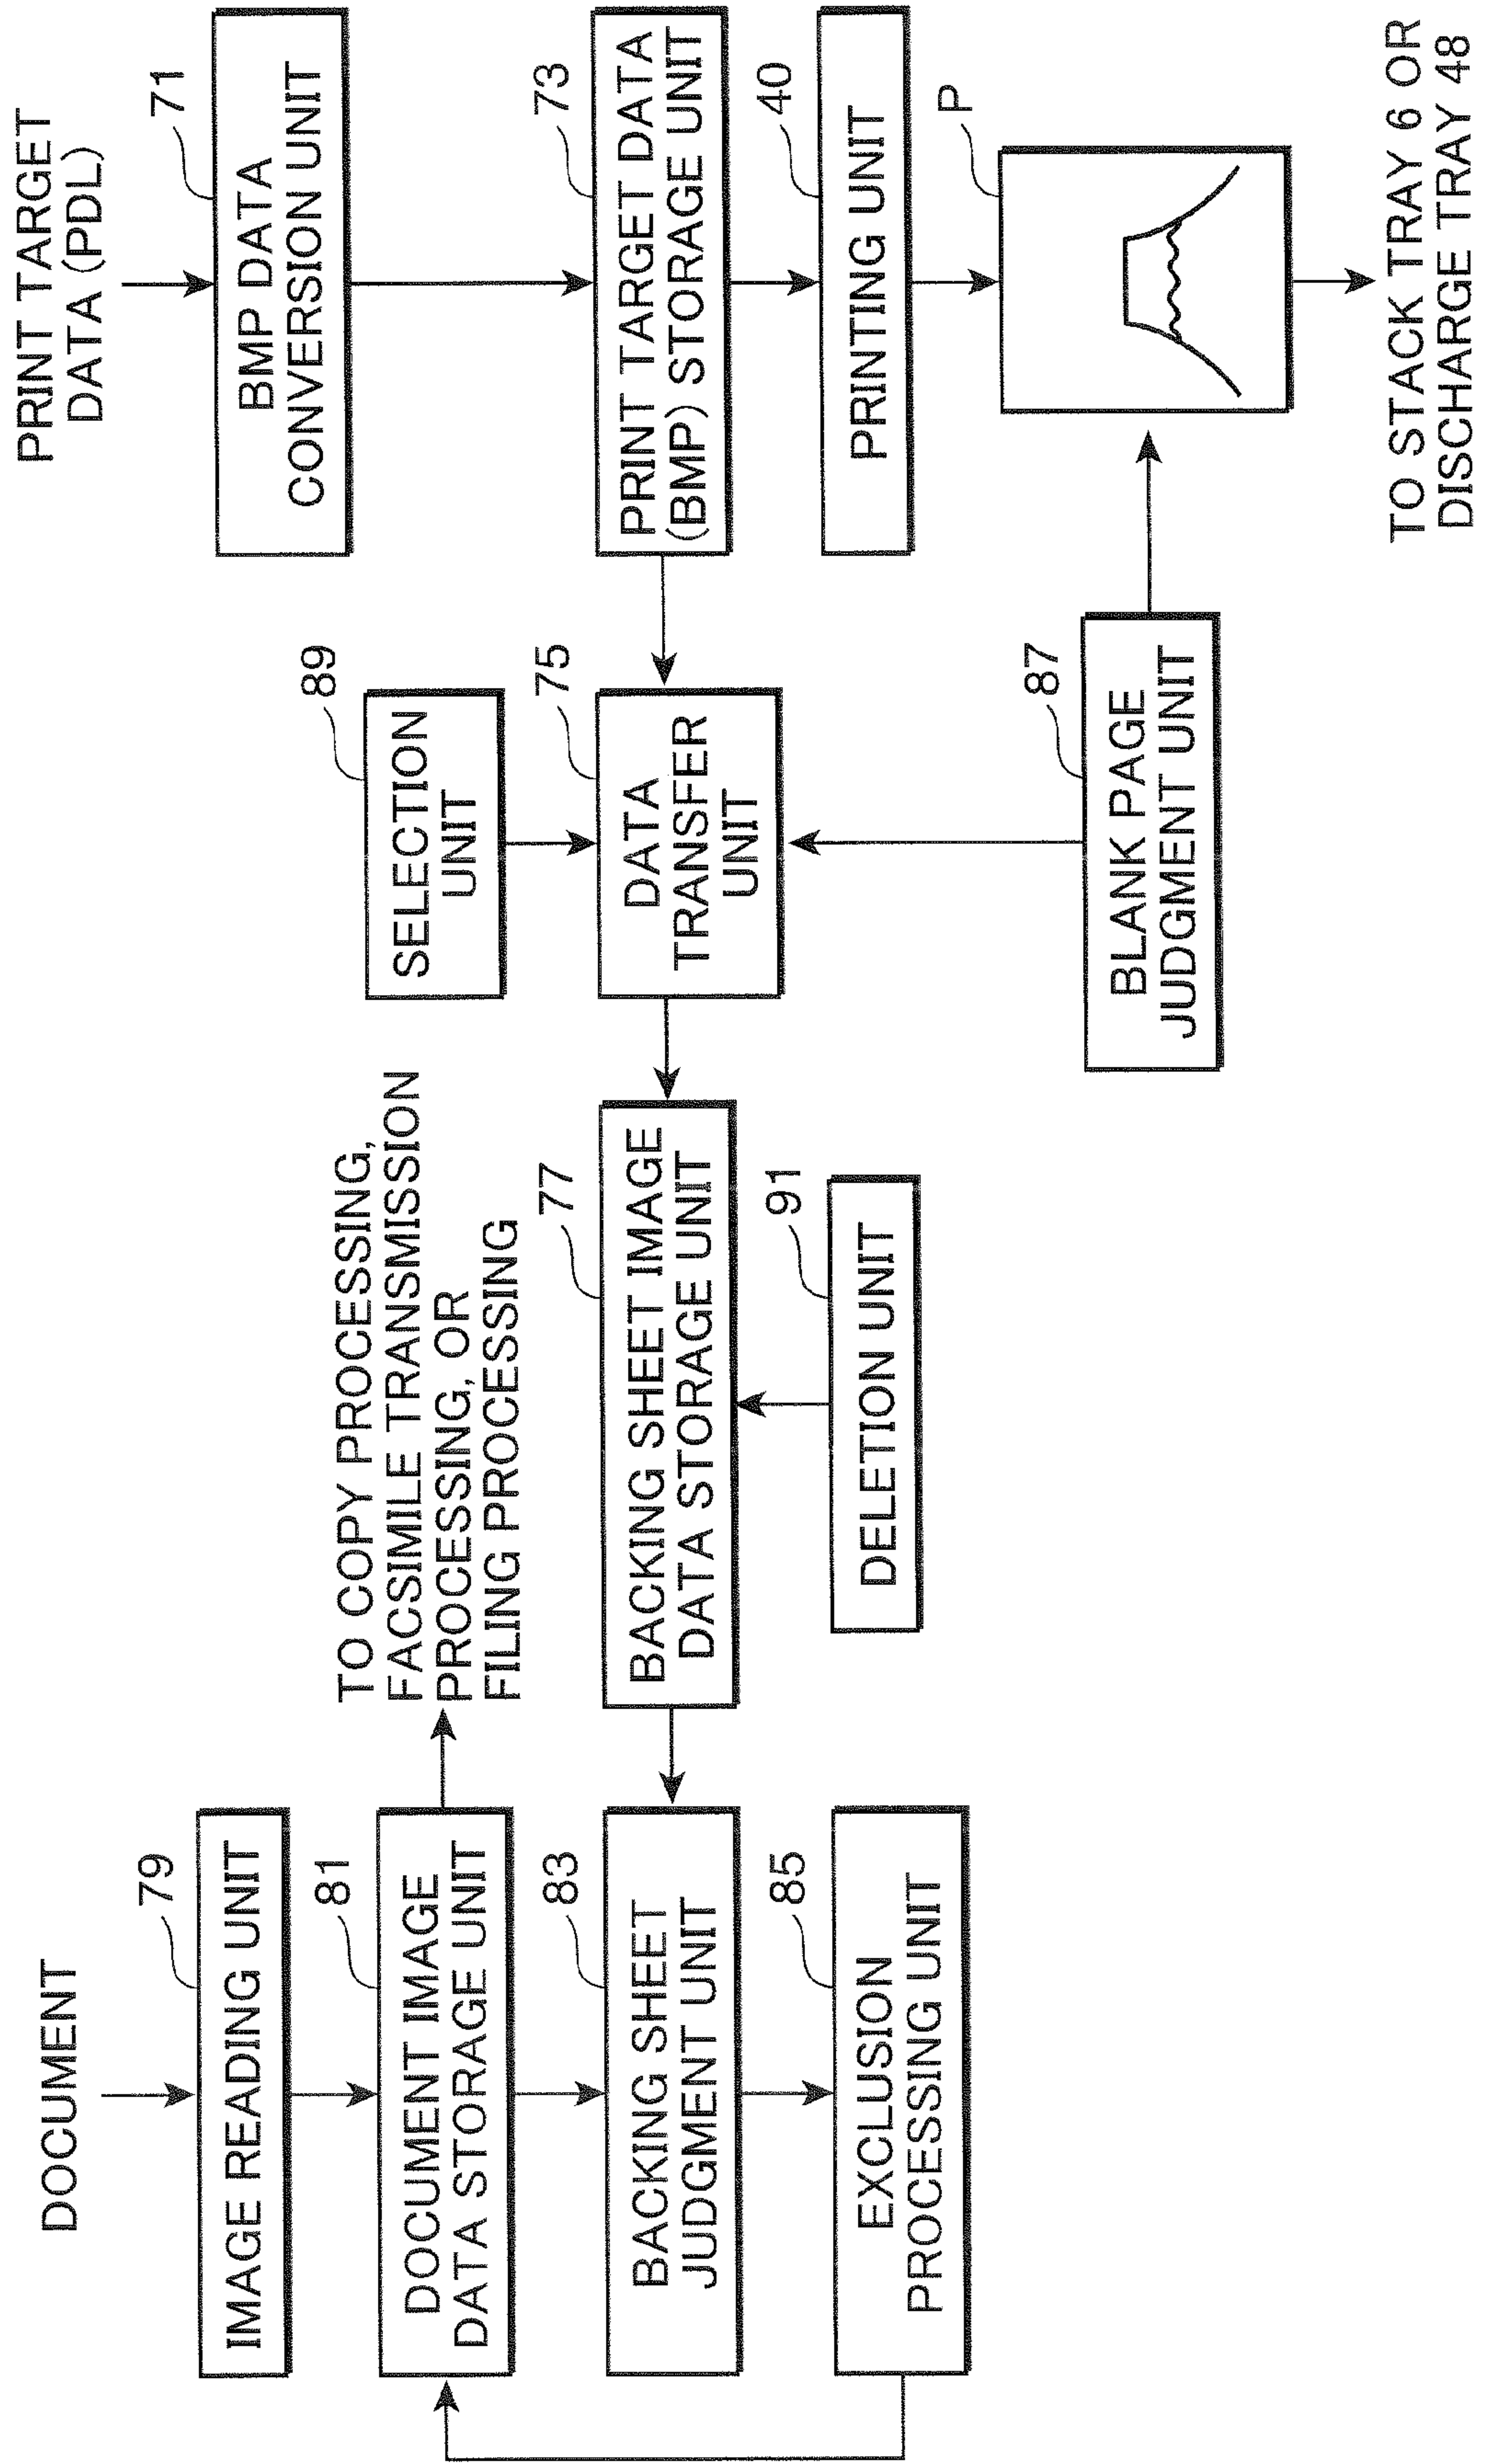 DOCUMENT
79
IMAGE READING UNIT
81
DOCUMENT IMAGE
DATA STORAGE UNIT
TO COPY PROCESSING,
FACSIMILE TRANSMISSION
PROCESSING, OR
FILING PROCESSING
83
BACKING SHEET
JUDGMENT UNIT
85
EXCLUSION
PROCESSING UNIT
77
BACKING SHEET IMAGE
DATA STORAGE UNIT
91
DELETION UNIT
89
SELECTION
UNIT
75
DATA
TRANSFER
UNIT
87
BLANK PAGE
JUDGMENT UNIT
PRINT TARGET
DATA (PDL)
71
BMP DATA
CONVERSION UNIT
73
PRINT TARGET DATA
(BMP) STORAGE UNIT
40
PRINTING UNIT
P
TO STACK TRAY 6 OR
DISCHARGE TRAY 48